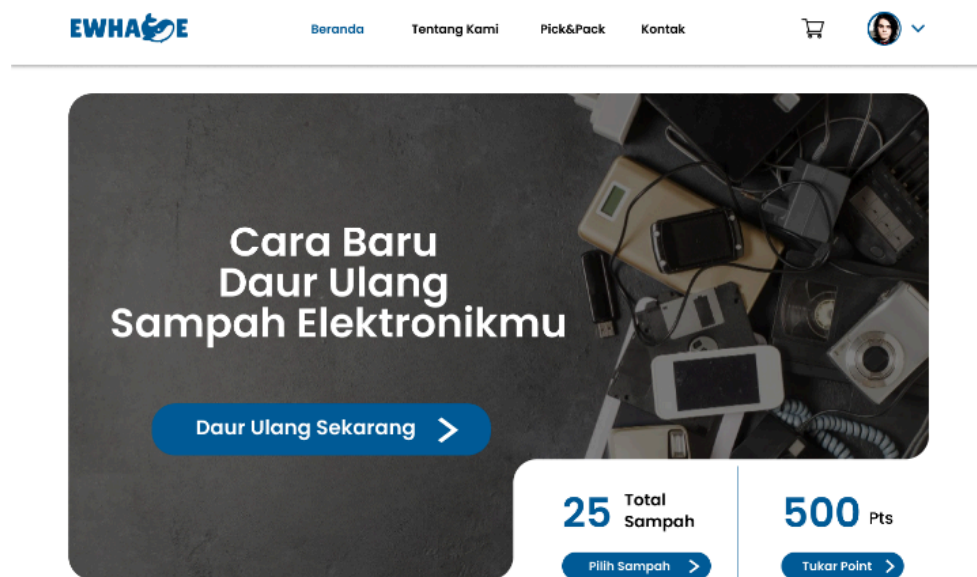 EWHALE
Beranda
Tentang Kami
Pick&Pack
Kontak
Cara Baru
Daur Ulang
Sampah Elektronikmu
Daur Ulang Sekarang
25 Total
Sampah
500 Pts
Pilih Sampah
Tukar Point